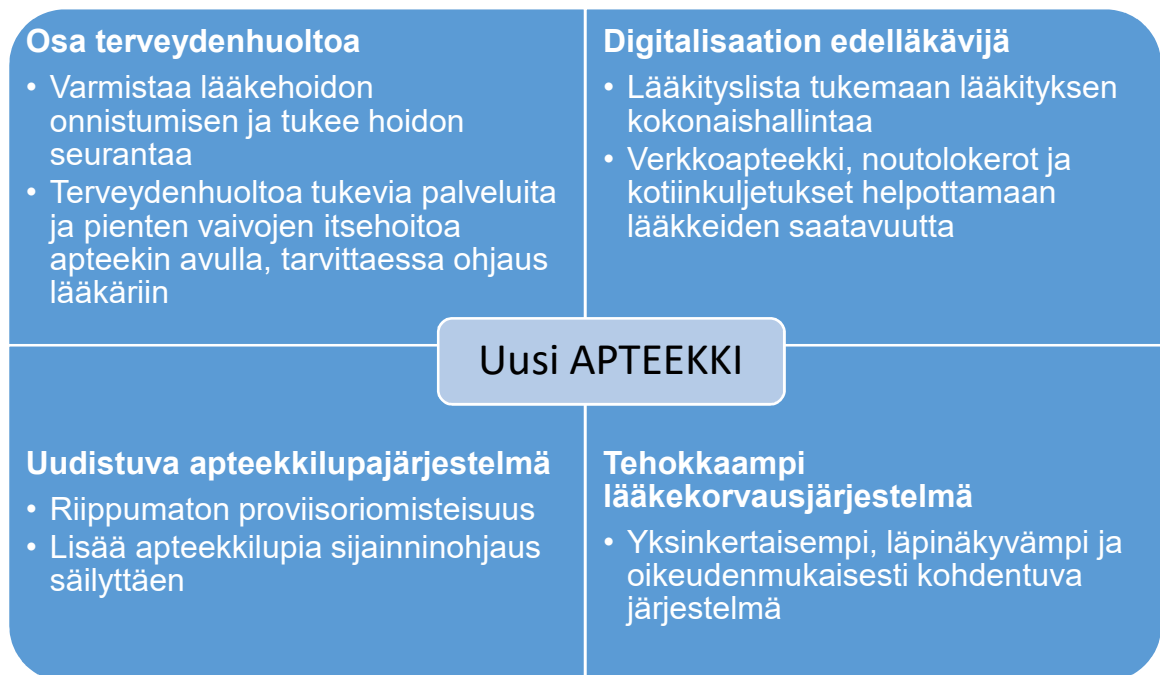 Osa terveydenhuoltoa
• Varmistaa lääkehoidon
onnistumisen ja tukee hoidon
seurantaa
• Terveydenhuoltoa tukevia palveluita
ja pienten vaivojen itsehoitoa
apteekin avulla, tarvittaessa ohjaus
lääkäriin
Digitalisaation edelläkävijä
• Lääkityslista tukemaan lääkityksen
kokonaishallintaa
• Verkkoapteekki, noutolokerot ja
kotiinkuljetukset helpottamaan
lääkkeiden saatavuutta
Uusi APTEEKKI
Uudistuva apteekkilupajärjestelmä
• Riippumaton proviisoriomisteisuus
• Lisää apteekkilupia sijainninohjaus
säilyttäen
Tehokkaampi
lääkekorvausjärjestelmä
• Yksinkertaisempi, läpinäkyvämpi ja
oikeudenmukaisesti kohdentuva
järjestelmä